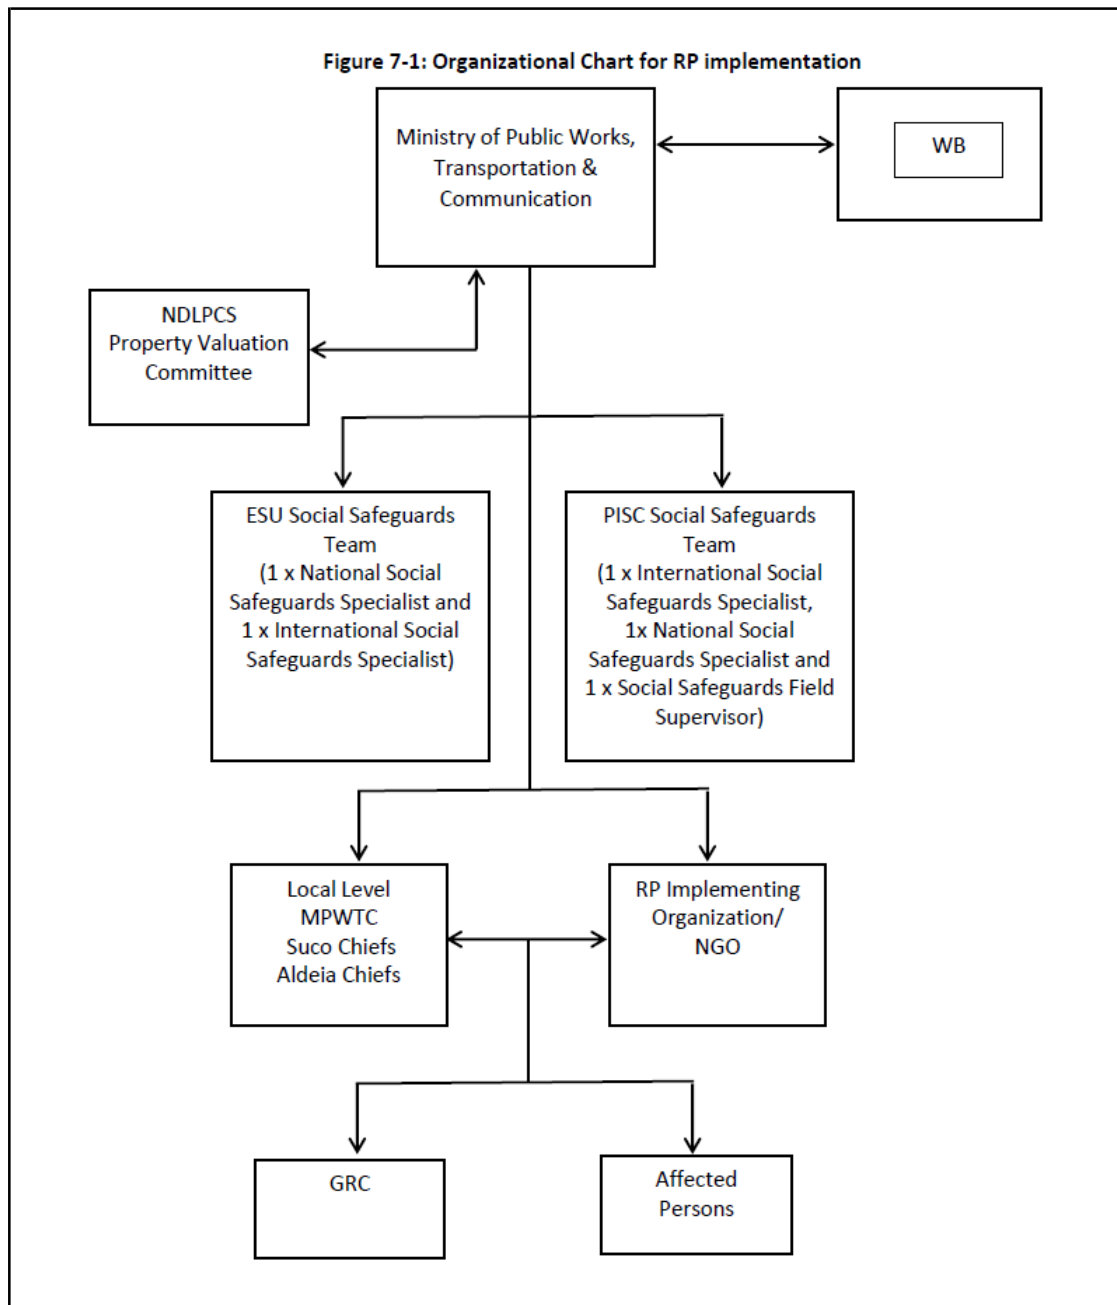 Figure 7-1: Organizational Chart for RP implementation
Ministry of Public Works,
Transportation &
Communication
WB
NDLPCS
Property Valuation
Committee
ESU Social Safeguards
Team
(1 x National Social
Safeguards Specialist and
1 x International Social
Safeguards Specialist)
PISC Social Safeguards
Team
(1 x International Social
Safeguards Specialist,
1x National Social
Safeguards Specialist and
1 x Social Safeguards Field
Supervisor)
Local Level
MPWTC
Suco Chiefs
Aldeia Chiefs
RP Implementing
Organization/
NGO
GRC
Affected
Persons